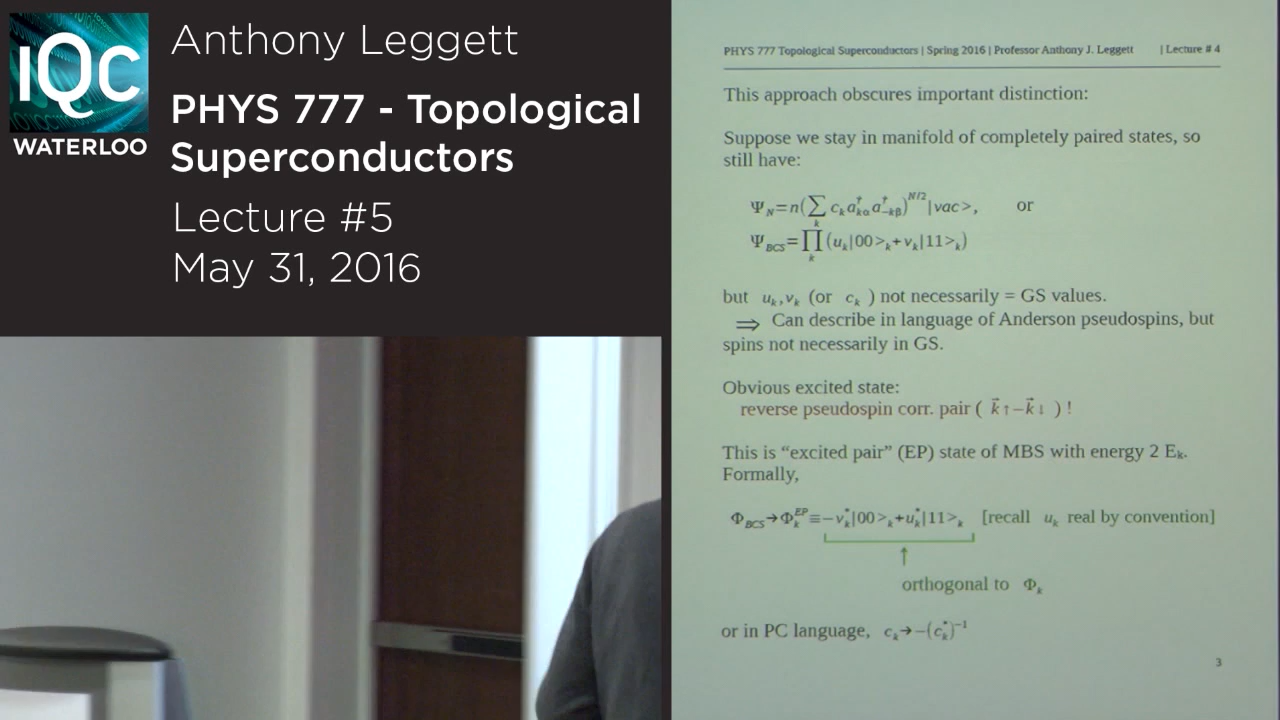 IQC
WATERLOO
Anthony Leggett
PHYS 777 - Topological
Superconductors
Lecture #5
May 31, 2016
PHYS 777 Topological Superconductors | Spring 2016 | Professor Anthony J. Leggett | Lecture # 4
This approach obscures important distinction:
Suppose we stay in manifold of completely paired states, so
still have:
Ψ_N=n(∑_k c_k a†_kα a†_-kβ)^N/2|vac>, or
Ψ_BCS=∏_k(u_k|00>_k+v_k|11>_k)
but u_k,v_k (or c_k ) not necessarily = GS values.
⇒ Can describe in language of Anderson pseudospins, but
spins not necessarily in GS.
Obvious excited state:
reverse pseudospin corr. pair ( k⃗↑−k⃗↓ ) !
This is “excited pair” (EP) state of MBS with energy 2 Eₖ.
Formally,
Φ_BCS→Φ_k^EP≡−v_k^*|00>_k+u_k^*|11>_k [recall u_k real by convention]
↑
orthogonal to Φ_k
or in PC language, c_k→−(c_k^*)^−1
3